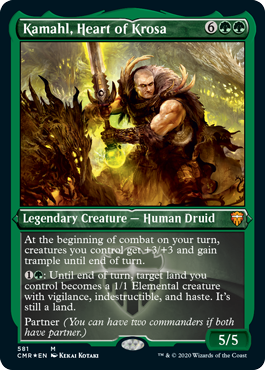 Kamahl, Heart of Krosa 6
Legendary Creature — Human Druid
At the beginning of combat on your turn,
creatures you control get +3/+3 and gain
trample until end of turn.
1: Until end of turn, target land you
control becomes a 1/1 Elemental creature
with vigilance, indestructible, and haste. It's
still a land.
Partner (You can have two commanders if
both have partner.)
5/5
581 M
CMR ★ EN KEKAI KOTAKI
™ & © 2020 Wizards of the Coast